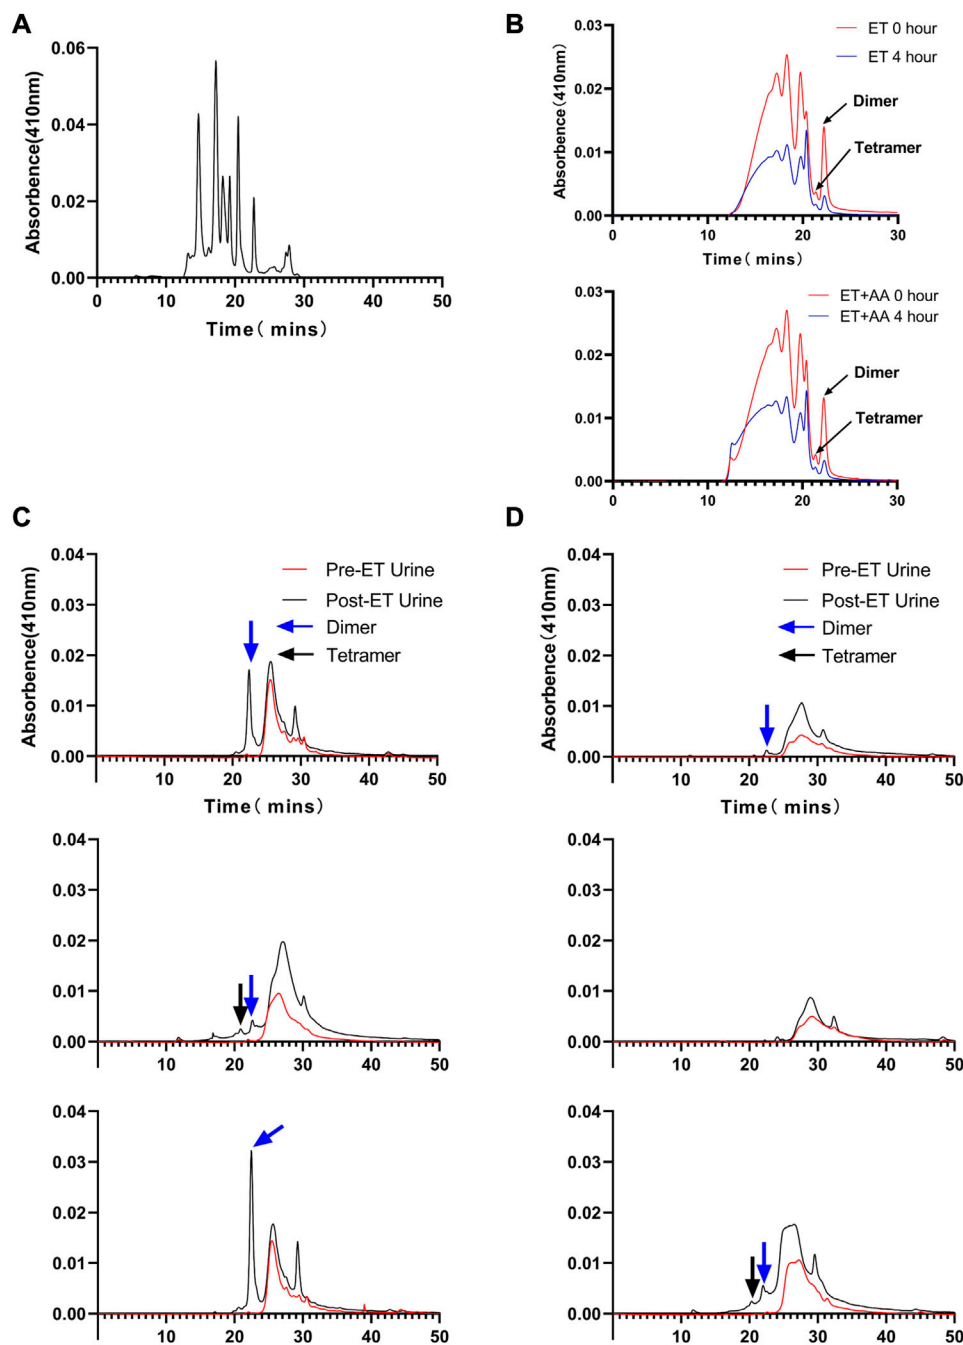 A
0.06
0.04
0.02
0.00
Absorbence(410nm)
0 10 20 30 40 50
Time( mins)
B
0.03
0.02
0.01
0.00
Absorbence(410nm)
ET 0 hour
ET 4 hour
Dimer
Tetramer
0 10 20 30
Time( mins)
0.03
0.02
0.01
0.00
ET+AA 0 hour
ET+AA 4 hour
Dimer
Tetramer
0 10 20 30
C
0.04
0.03
0.02
0.01
0.00
Absorbence(410nm)
Pre-ET Urine
Post-ET Urine
Dimer
Tetramer
10 20 30 40 50
Time( mins)
0.04
0.03
0.02
0.01
0.00
0 10 20 30 40 50
0.04
0.03
0.02
0.01
0.00
0 10 20 30 40 50
D
0.04
0.03
0.02
0.01
0.00
Absorbence(410nm)
Pre-ET Urine
Post-ET Urine
Dimer
Tetramer
0 10 20 30 40 50
Time( mins)
0.04
0.03
0.02
0.01
0.00
0 10 20 30 40 50
0.04
0.03
0.02
0.01
0.00
0 10 20 30 40 50